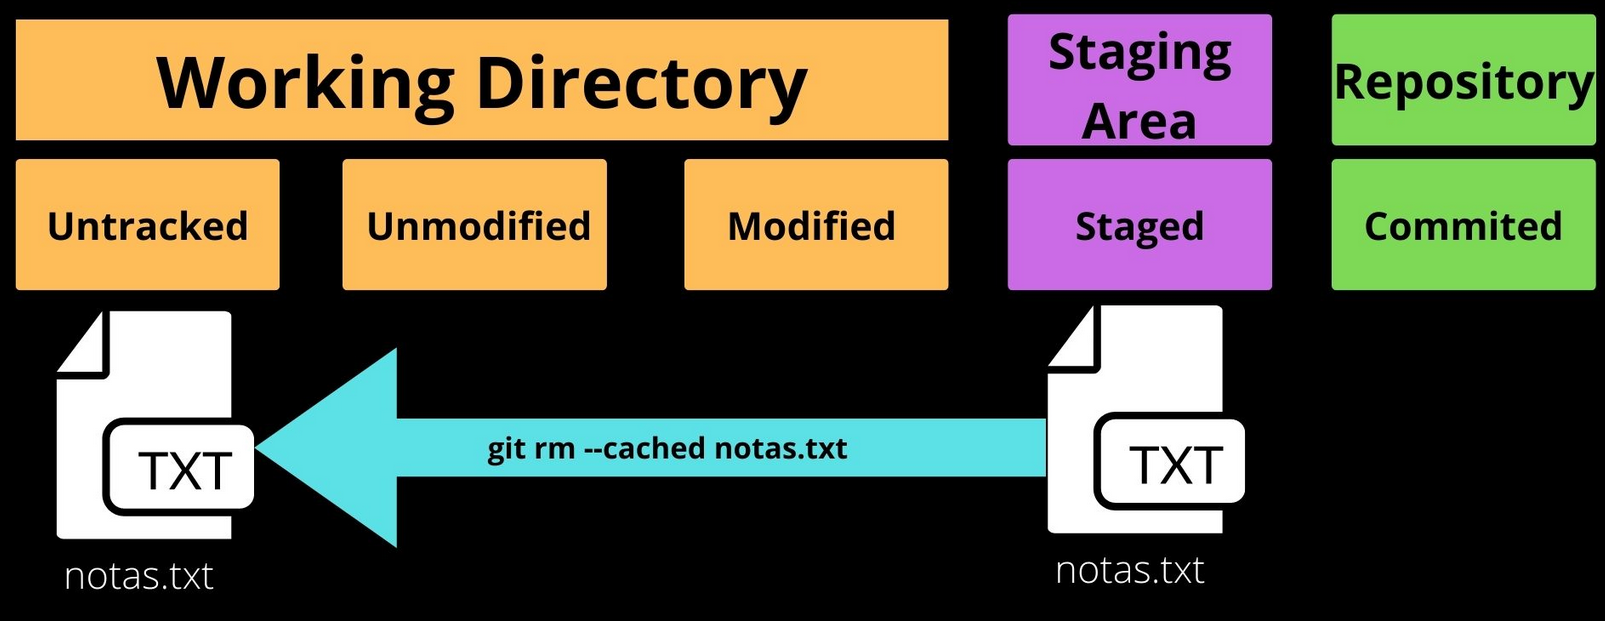 Working Directory
Staging
Area
Repository
Untracked
Unmodified
Modified
Staged
Commited
TXT
git rm --cached notas.txt
TXT
notas.txt
notas.txt